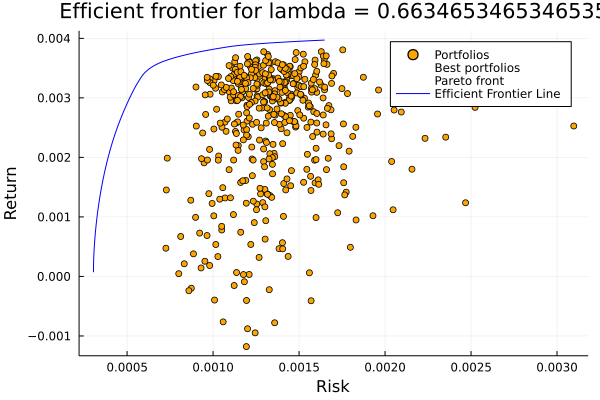 Efficient frontier for lambda = 0.6634653465346535
Portfolios
Best portfolios
Pareto front
Efficient Frontier Line
Return
0.004
0.003
0.002
0.001
0.000
−0.001
0.0005 0.0010 0.0015 0.0020 0.0025 0.0030
Risk